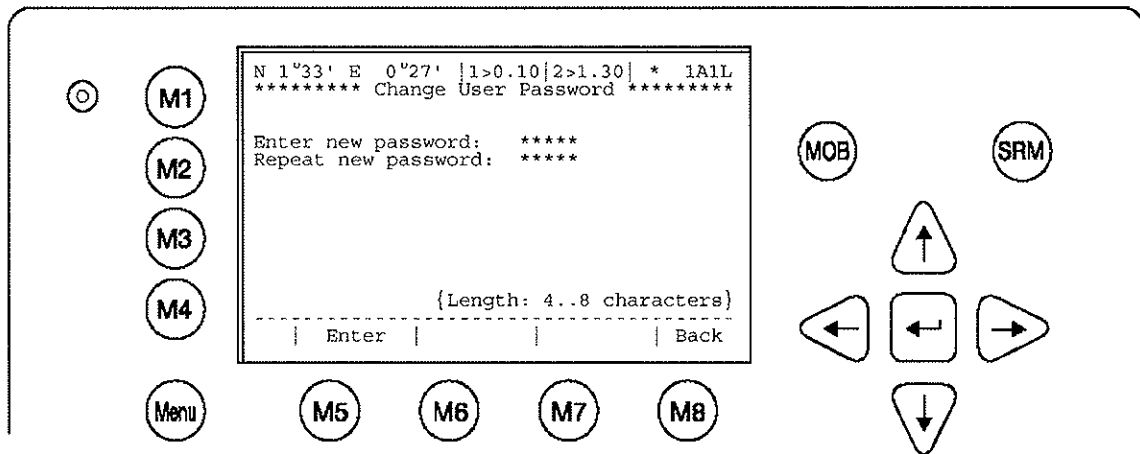 N 1°33' E 0°27' |1>0.10|2>1.30| * 1A1L
********* Change User Password *********
Enter new password: *****
Repeat new password: *****
{Length: 4..8 characters}
| Enter | | | Back
M1
M2
M3
M4
Menu
M5
M6
M7
M8
MOB
SRM